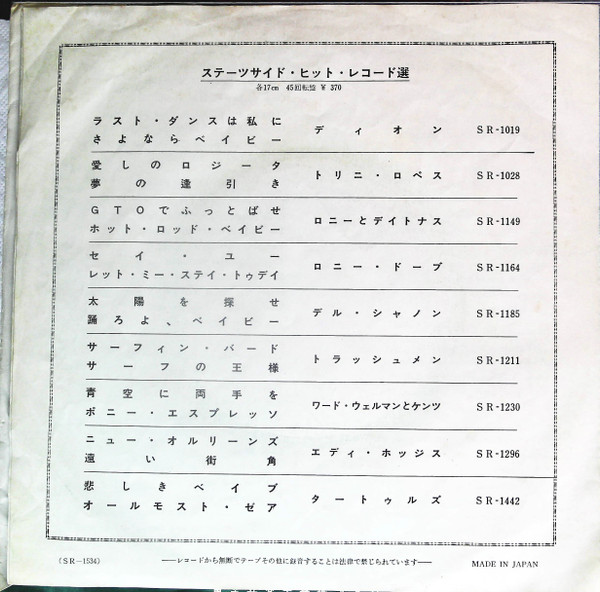 ステーツサイド・ヒット・レコード選
各17cm 45回転盤 ¥ 370
ラスト・ダンスは私に
さよならベイビー
ディオン SR-1019
愛しのロジータ
夢の逢引き
トリニ・ロペス SR-1028
GTOでぶっとばせ
ホット・ロッド・ベイビー
ロニーとデイトナス SR-1149
セイ・ユー
レット・ミー・ステイ・トゥデイ
ロニー・ドーブ SR-1164
太陽を探せ
踊ろよ、ベイビー
デル・シャノン SR-1185
サーフィン・バード
サーフの王様
トラッシュメン SR-1211
青空に両手を
ボニー・エスプレッソ
ワード・ウェルマンとケンツ SR-1230
ニュー・オルリーンズ
遠い街角
エディ・ホッジス SR-1296
悲しきベイブ
オールモスト・ゼア
タートゥルズ SR-1442
(SR-1534)
──レコードから無断でテープその他に録音することは法律で禁じられています──
MADE IN JAPAN